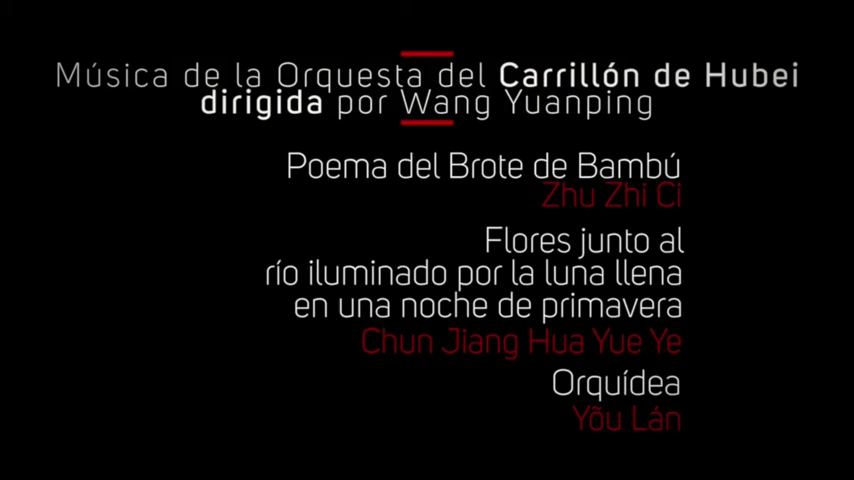 Música de la Orquesta del Carrillón de Hubei
dirigida por Wang Yuanping
Poema del Brote de Bambú
Zhu Zhi Ci
Flores junto al
río iluminado por la luna llena
en una noche de primavera
Chun Jiang Hua Yue Ye
Orquídea
Yõu Lán